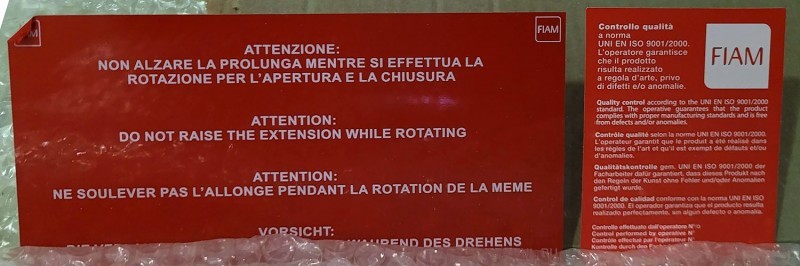 FIAM
ATTENZIONE:
NON ALZARE LA PROLUNGA MENTRE SI EFFETTUA LA
ROTAZIONE PER L'APERTURA E LA CHIUSURA
ATTENTION:
DO NOT RAISE THE EXTENSION WHILE ROTATING
ATTENTION:
NE SOULEVER PAS L'ALLONGE PENDANT LA ROTATION DE LA MEME
VORSICHT:
DES DREHENS
Controllo qualità
a norma
UNI EN ISO 9001/2000.
L'operatore garantisce
che il prodotto
risulta realizzato
a regola d'arte, privo
di difetti e/o anomalie.
FIAM
Quality control according to the UNI EN ISO 9001/2000
standard. The operative guarantees that the product
complies with proper manufacturing standards and is free
from defects and/or anomalies.
Contrôle qualité selon la norme UNI EN ISO 9001/2000.
L'operateur garantit que le produit a été réalisé dans
les règles de l'art et qu'il est exempt de défauts et/ou
d'anomalies.
Qualitätskontrolle gem. UNI EN ISO 9001/2000 der
Facharbeiter dafür garantiert, dass dieses Produkt nach
den Regeln der Kunst ohne Fehler und/oder Anomalien
gefertigt wurde.
Control de calidad conforme con la norma UNI EN ISO
9001/2000. El operador garantiza que el producto resulta
realizado perfectamente, sin algún defecto o anomalia.
Controllo effettuato dall'operatore N°
Control performed by operative N°
Contrôle effectué par l'opérateur N°